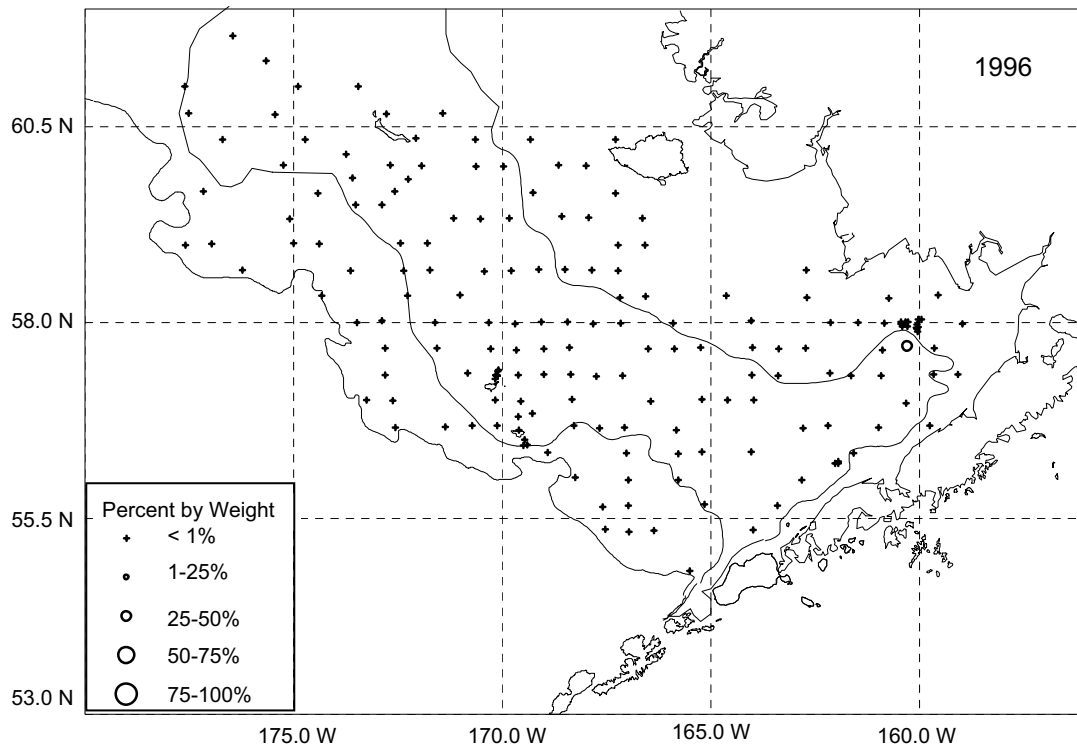 1996
60.5 N
58.0 N
55.5 N
53.0 N
Percent by Weight
< 1%
1-25%
25-50%
50-75%
75-100%
175.0 W
170.0 W
165.0 W
160.0 W